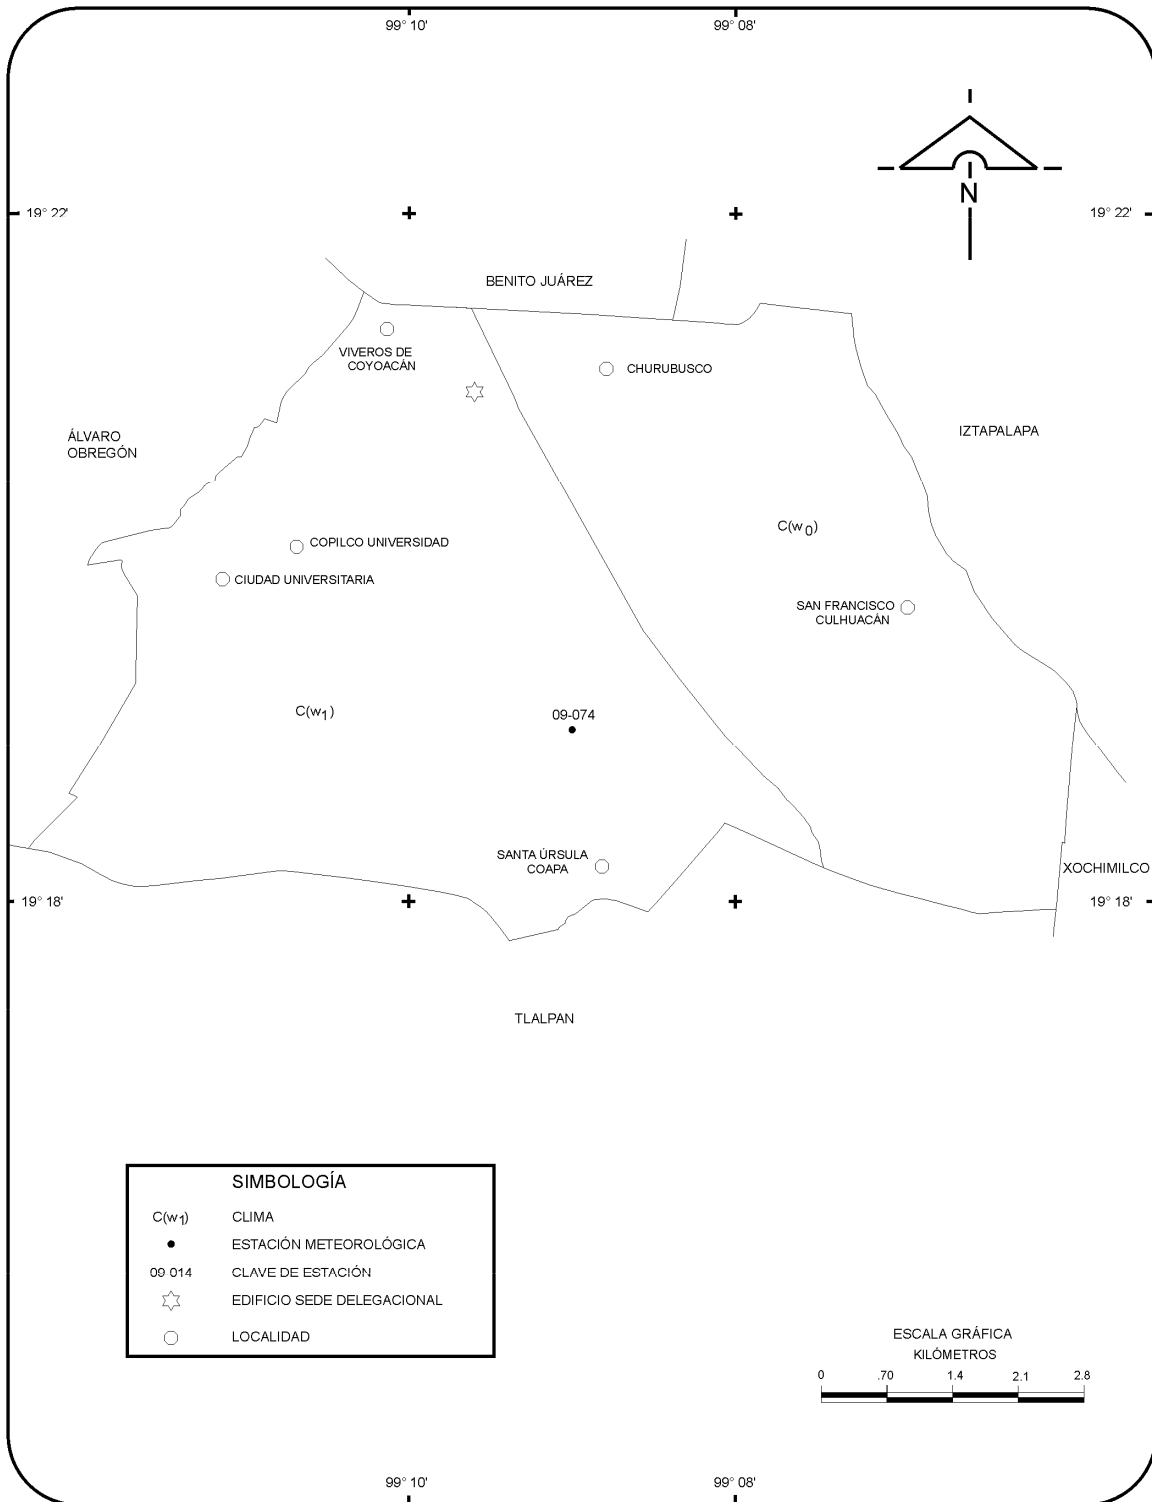 99° 10'
99° 08'
N
19° 22'
19° 22'
BENITO JUÁREZ
VIVEROS DE
COYOACÁN
CHURUBUSCO
ÁLVARO
OBREGÓN
IZTAPALAPA
C(w0)
COPILCO UNIVERSIDAD
CIUDAD UNIVERSITARIA
SAN FRANCISCO
CULHUACÁN
C(w1)
09-074
SANTA ÚRSULA
COAPA
XOCHIMILCO
19° 18'
19° 18'
TLALPAN
SIMBOLOGÍA
C(w1) CLIMA
ESTACIÓN METEOROLÓGICA
09 014 CLAVE DE ESTACIÓN
EDIFICIO SEDE DELEGACIONAL
LOCALIDAD
ESCALA GRÁFICA
KILÓMETROS
0 .70 1.4 2.1 2.8
99° 10'
99° 08'